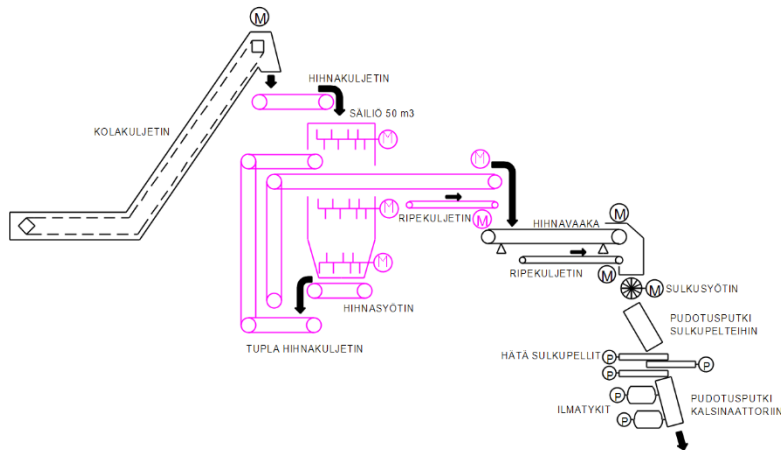 M
HIHNAKULJETIN
SÄILIÖ 50 m3
KOLAKULJETIN
M
M
M
RIPEKULJETIN
M
HIHNAVAAKA
M
RIPEKULJETIN
M
M
SULKUSYÖTIN
HIHNASYÖTIN
PUDOTUSPUTKI
SULKUPELTEIHIN
TUPLA HIHNAKULJETIN
HÄTÄ SULKUPELLIT
P
P
P
ILMATYKIT
P
P
PUDOTUSPUTKI
KALSINAATTORIIN